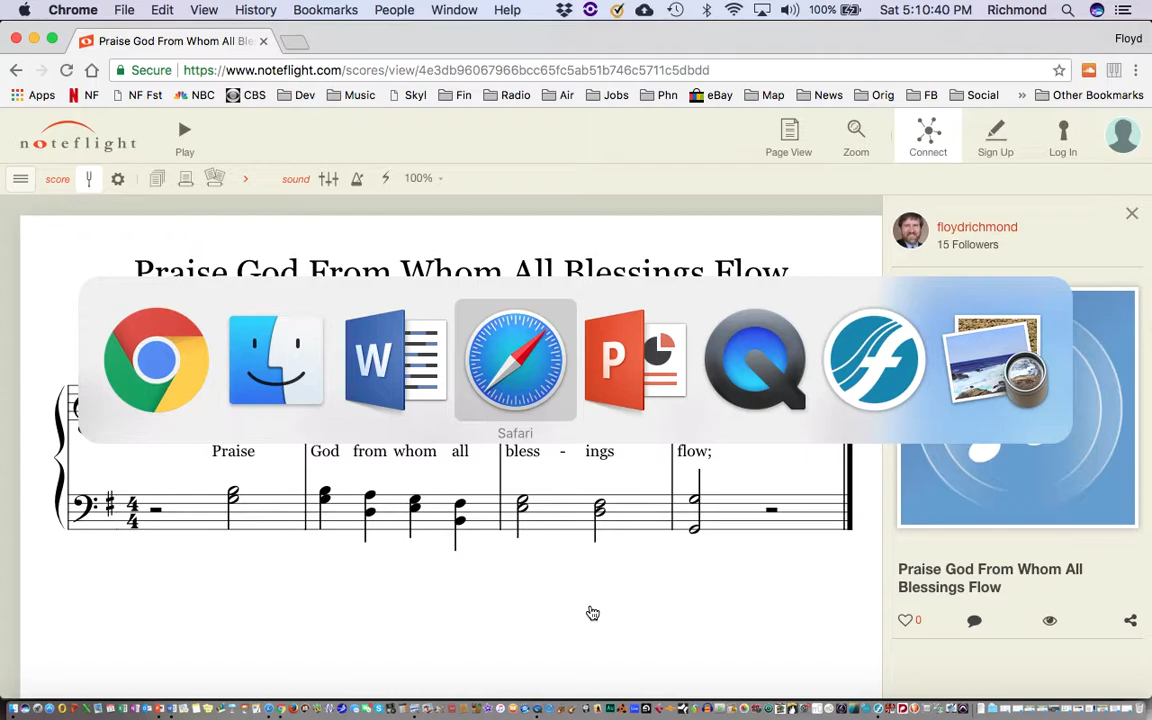 Chrome File Edit View History Bookmarks People Window Help 100% Sat 5:10:40 PM Richmond
Praise God From Whom All Ble Floyd
Secure https://www.noteflight.com/scores/view/4e3db96067966bcc65fc5ab51b746c5711c5dbdd
Apps NF NF Fst NBC CBS Dev Music Skyl Fin Radio Air Jobs Phn eBay Map News Orig FB Social » Other Bookmarks
noteflight Play Page View Zoom Connect Sign Up Log In
score sound 100%
floydrichmond
15 Followers
Praise God From Whom All Blessings Flow
Safari
Praise God from whom all bless - ings flow;
4
4
Praise God From Whom All
Blessings Flow
0